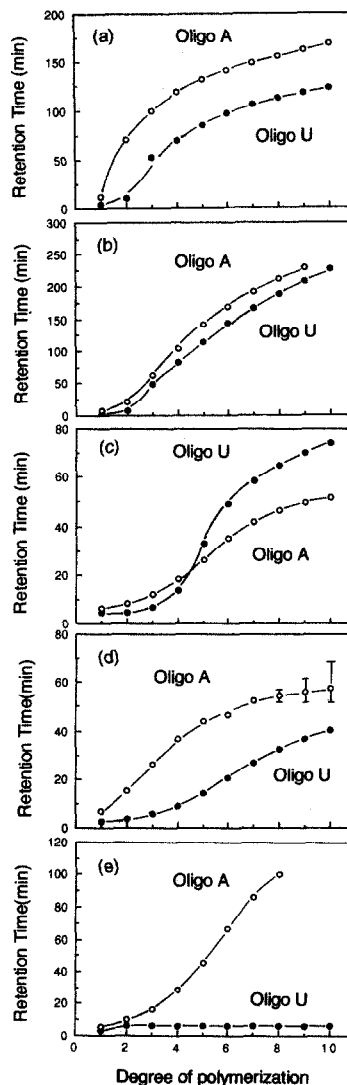 (a)
Oligo A
Oligo U
Retention Time (min)
200
150
100
50
0
(b)
Oligo A
Oligo U
Retention Time (min)
300
250
200
150
100
50
0
(c)
Oligo U
Oligo A
Retention Time (min)
80
60
40
20
0
(d)
Oligo A
Oligo U
Retention Time(min)
80
60
40
20
0
(e)
Oligo A
Oligo U
Retention Time(min)
120
100
80
60
40
20
0
0 2 4 6 8 10
Degree of polymerization